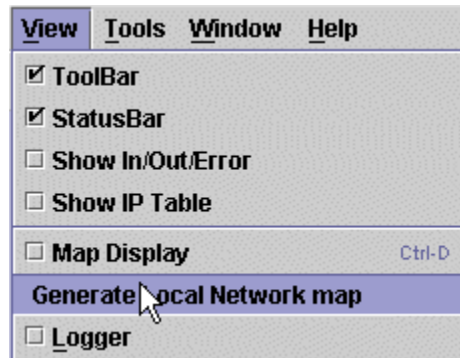 View Tools Window Help
ToolBar
StatusBar
Show In/Out/Error
Show IP Table
Map Display Ctrl-D
Generate Local Network map
Logger